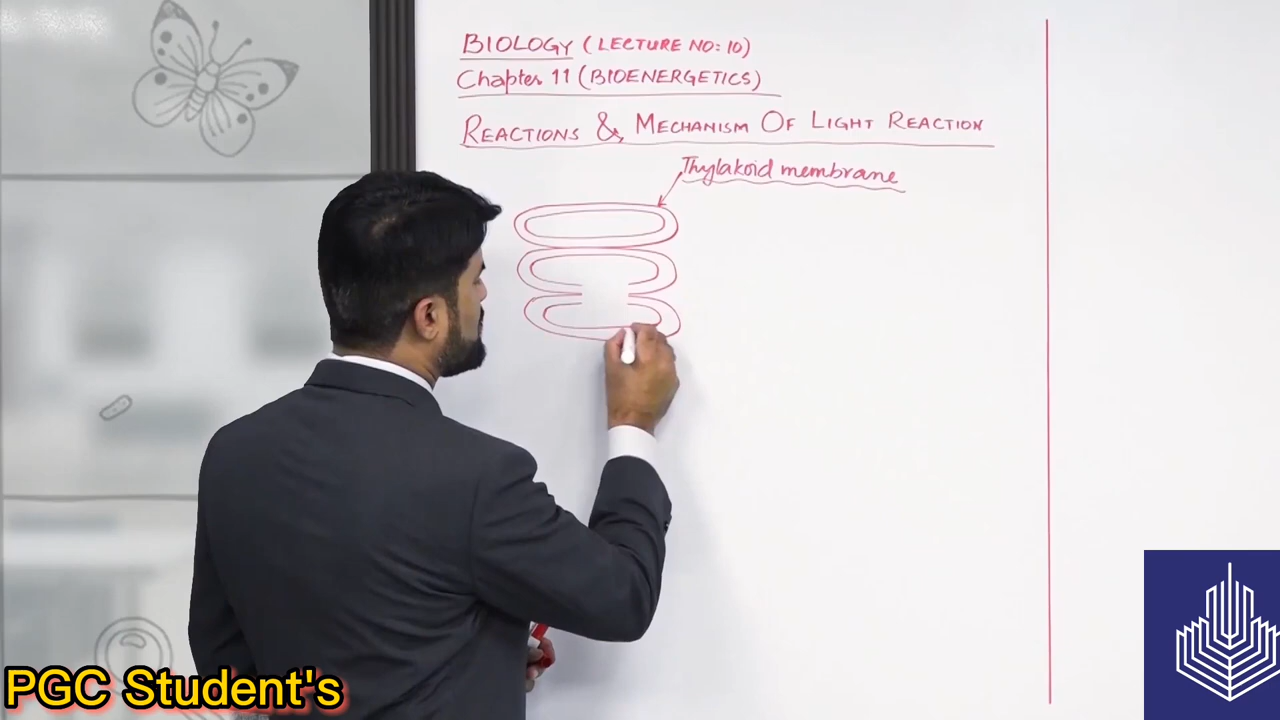 BIOLOGY (LECTURE NO: 10)
Chapter 11 (BIOENERGETICS)
REACTIONS & MECHANISM OF LIGHT REACTION
Thylakoid membrane
PGC Student's